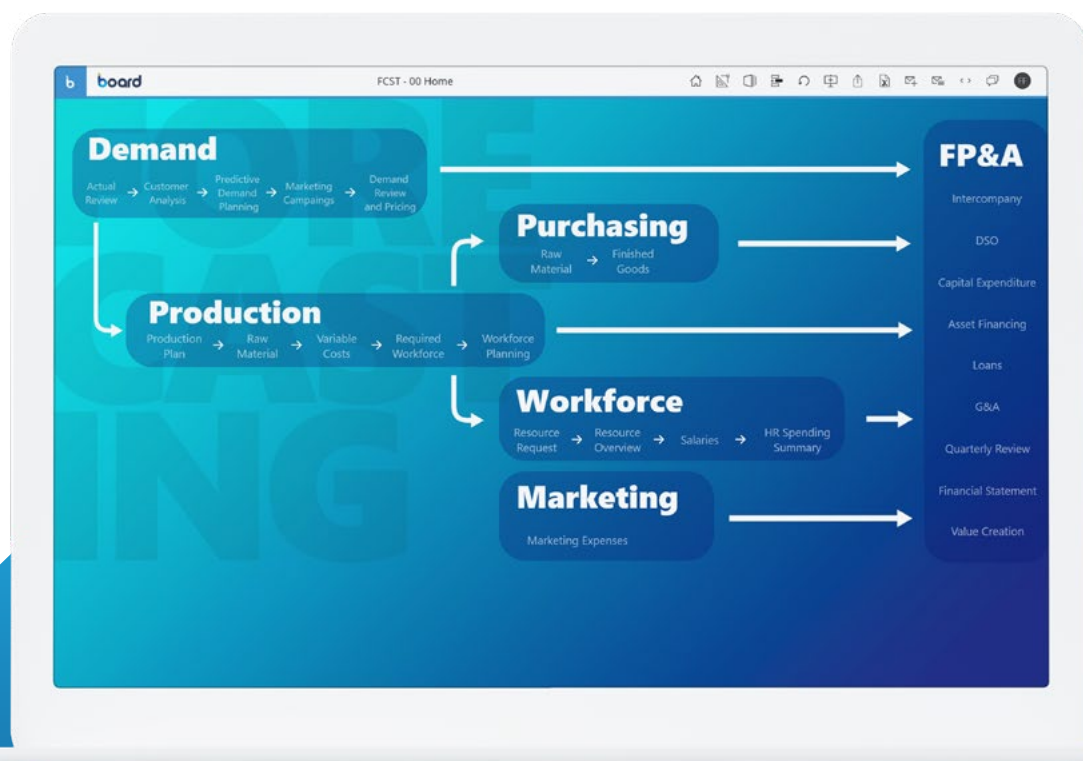 b board
FCST - 00 Home
FORE
CAST
ING
Demand
Actual
Review
Customer
Analysis
Predictive
Demand
Planning
Marketing
Campaings
Demand
Review
and Pricing
Purchasing
Raw
Material
Finished
Goods
Production
Production
Plan
Raw
Material
Variable
Costs
Required
Workforce
Workforce
Planning
Workforce
Resource
Request
Resource
Overview
Salaries
HR Spending
Summary
Marketing
Marketing Expenses
FP&A
Intercompany
DSO
Capital Expenditure
Asset Financing
Loans
G&A
Quarterly Review
Financial Statement
Value Creation